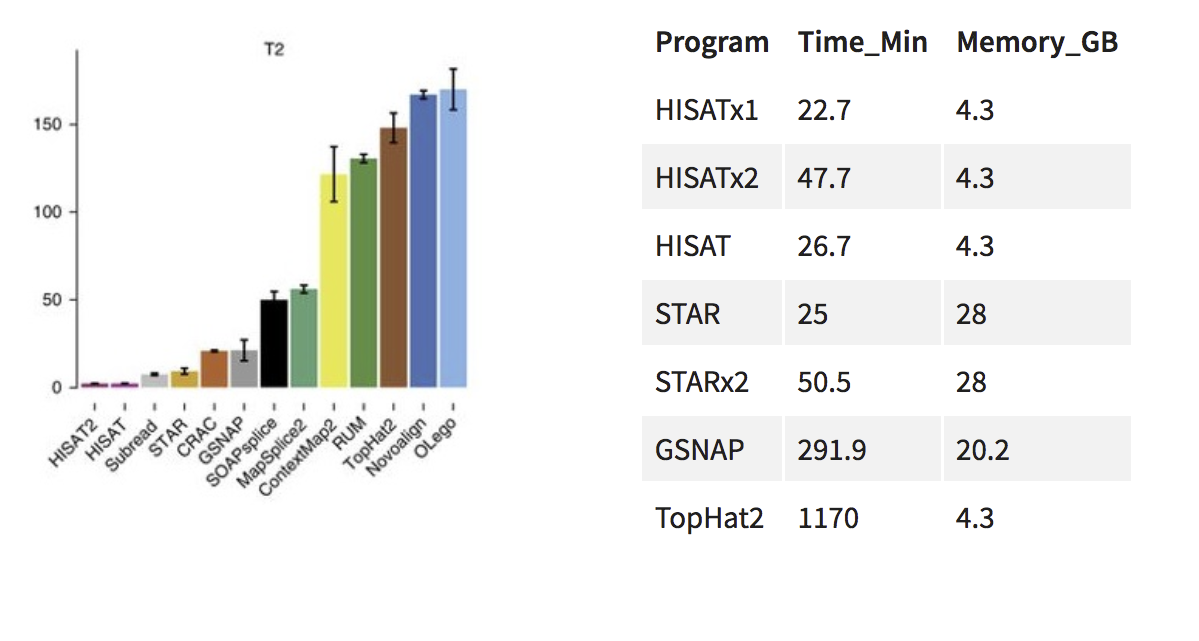 T2
150
100
50
0
HISAT2
HISAT
Subread
STAR
CRAC
GSNAP
SOAPsplice
MapSplice2
ContextMap2
RUM
TopHat2
Novoalign
OLego
Program Time_Min Memory_GB
HISATx1 22.7 4.3
HISATx2 47.7 4.3
HISAT 26.7 4.3
STAR 25 28
STARx2 50.5 28
GSNAP 291.9 20.2
TopHat2 1170 4.3